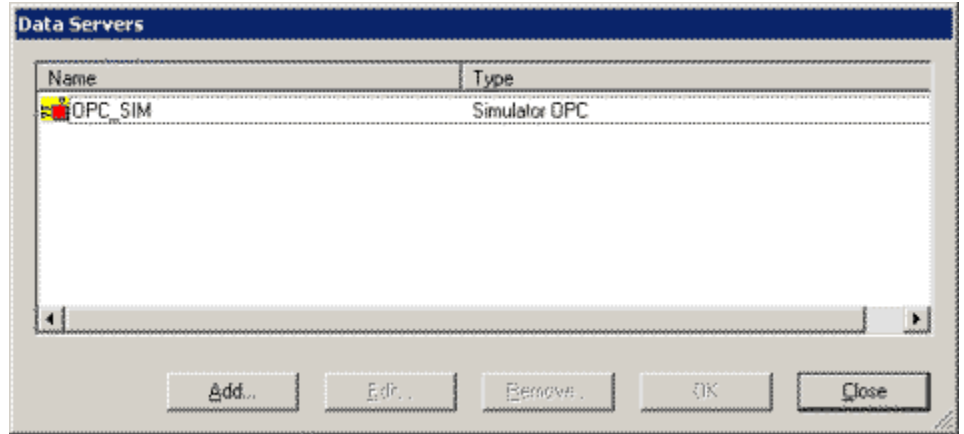 Data Servers
Name Type
OPC_SIM Simulator OPC
Add... Edit... Remove... OK Close